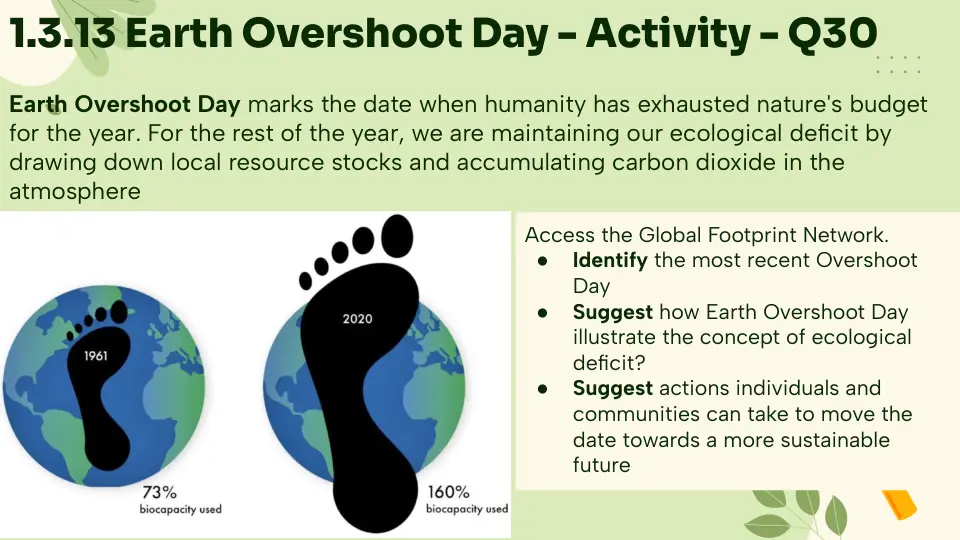 1.3.13 Earth Overshoot Day - Activity - Q30
Earth Overshoot Day marks the date when humanity has exhausted nature's budget
for the year. For the rest of the year, we are maintaining our ecological deficit by
drawing down local resource stocks and accumulating carbon dioxide in the
atmosphere
1961
73%
biocapacity used
2020
160%
biocapacity used
Access the Global Footprint Network.
● Identify the most recent Overshoot
Day
● Suggest how Earth Overshoot Day
illustrate the concept of ecological
deficit?
● Suggest actions individuals and
communities can take to move the
date towards a more sustainable
future